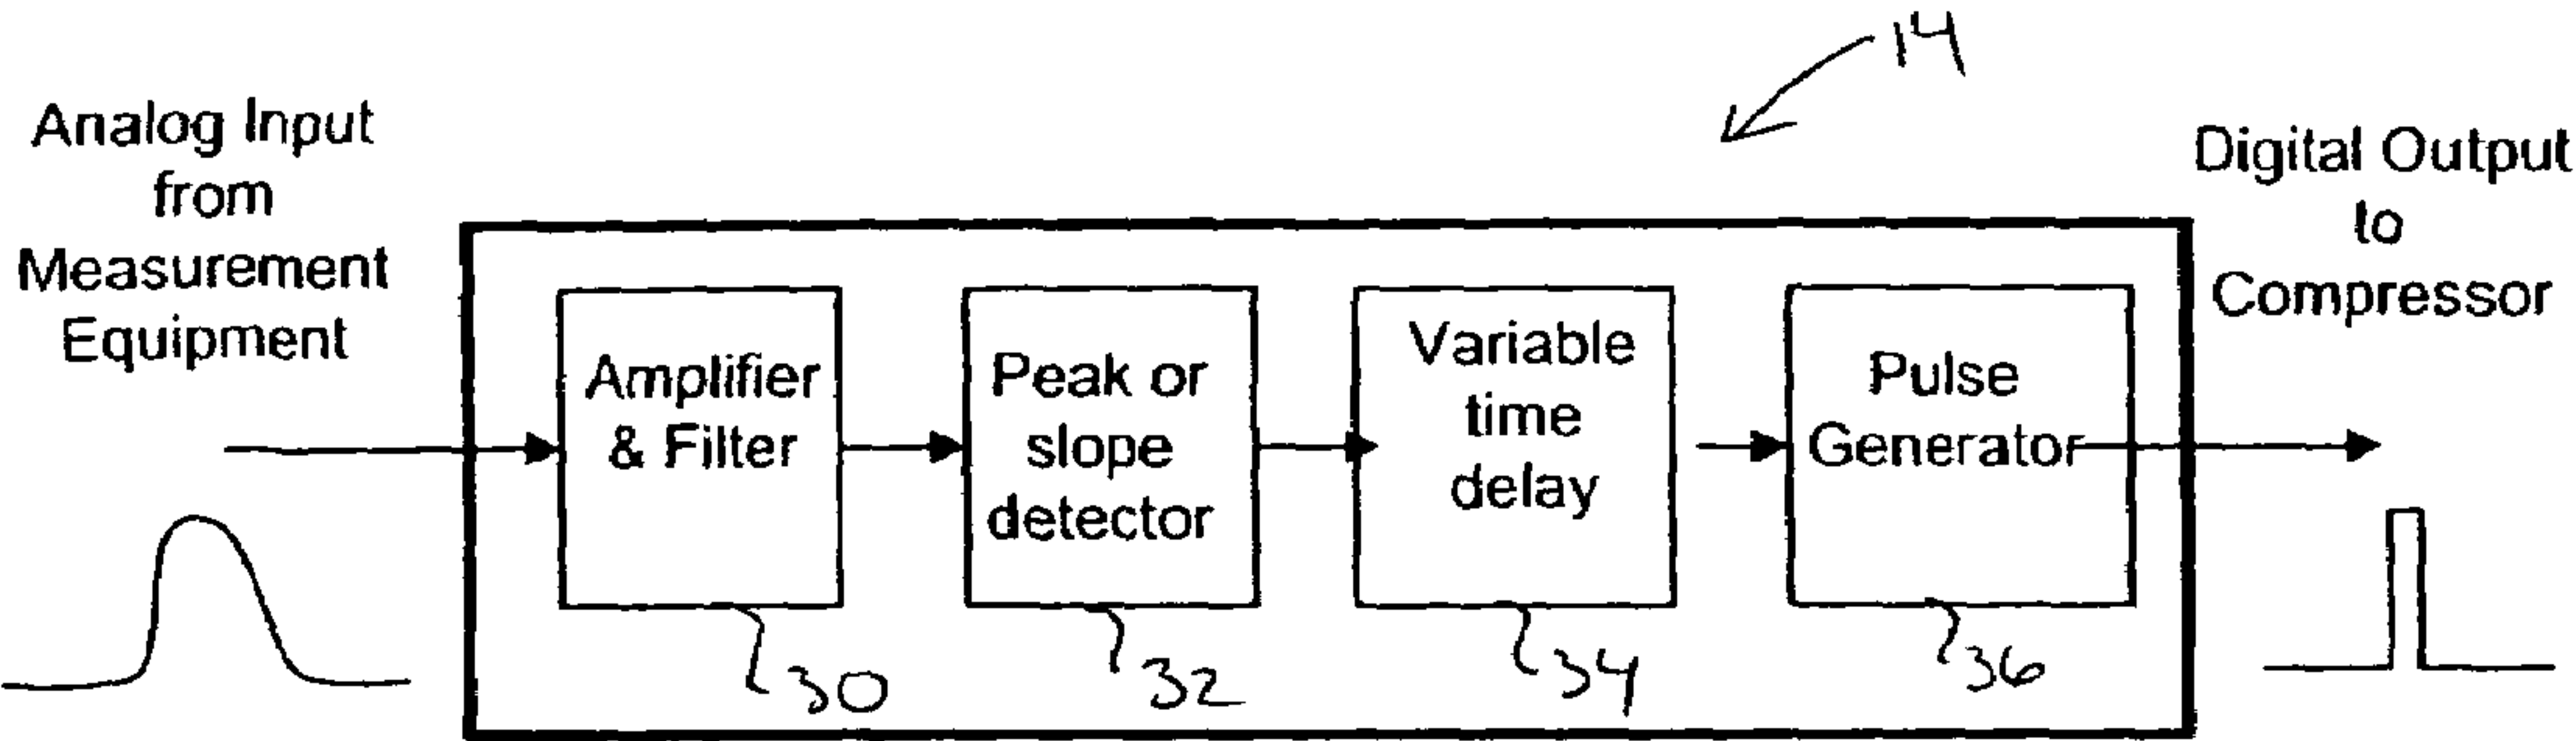 14
Analog Input
from
Measurement
Equipment
Digital Output
to
Compressor
Amplifier
& Filter
Peak or
slope
detector
Variable
time
delay
Pulse
Generator
30
32
34
36